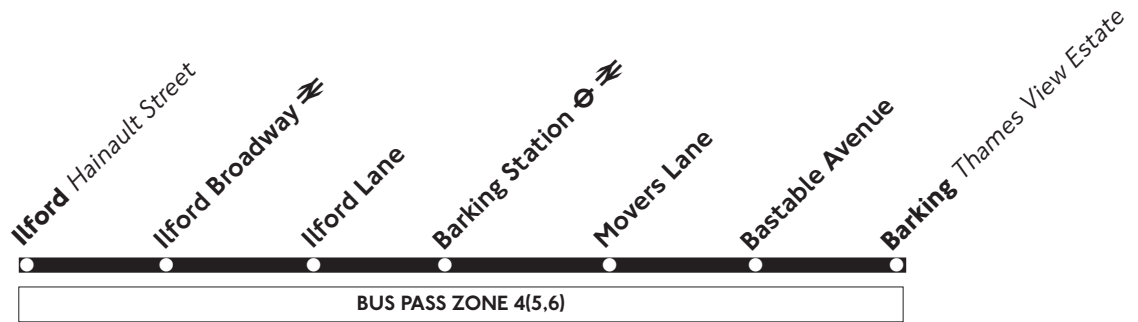 Ilford Hainault Street
Ilford Broadway
Ilford Lane
Barking Station
Movers Lane
Bastable Avenue
Barking Thames View Estate
BUS PASS ZONE 4(5,6)